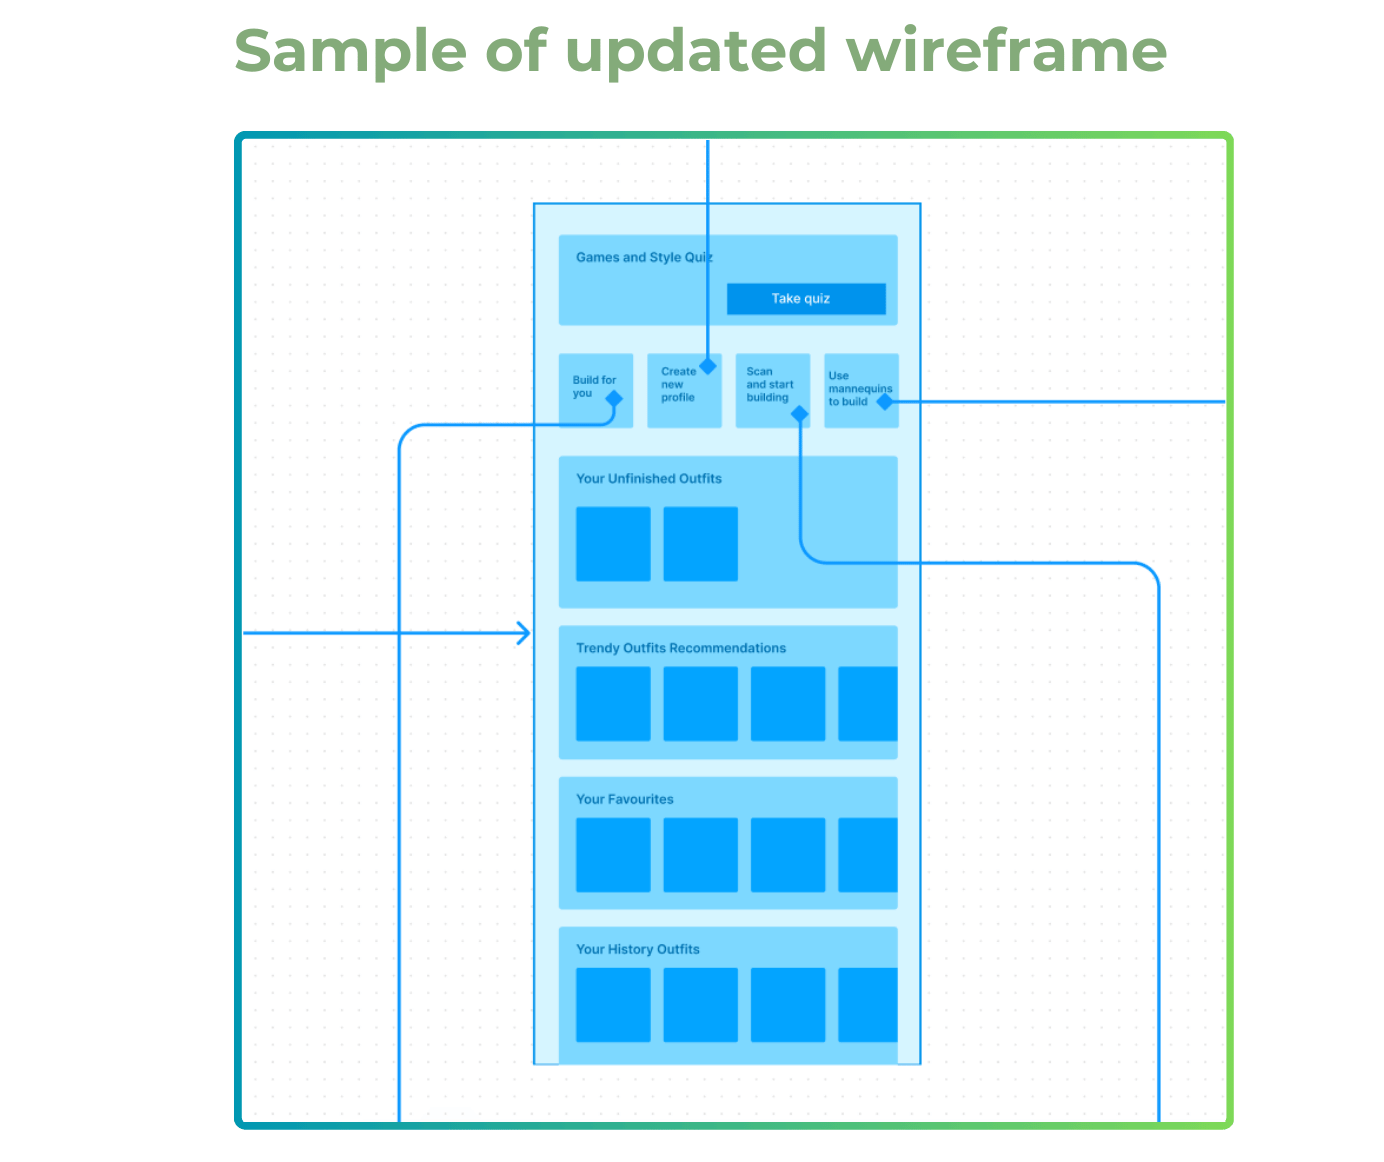 Sample of updated wireframe
Games and Style Quiz
Take quiz
Build for
you
Create
new
profile
Scan
and start
building
Use
mannequins
to build
Your Unfinished Outfits
Trendy Outfits Recommendations
Your Favourites
Your History Outfits